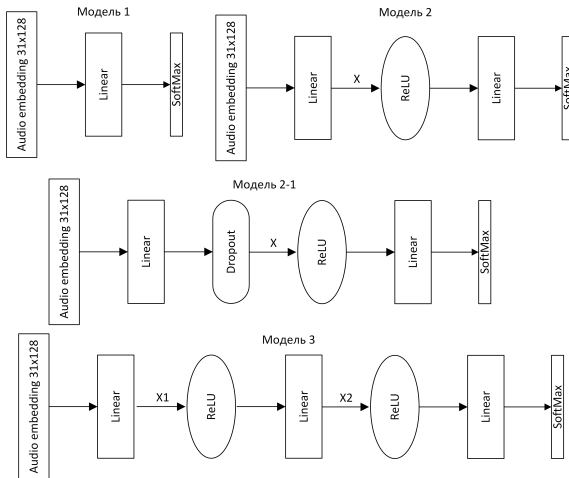 Модель 1
Audio embedding 31x128
Linear
SoftMax
Модель 2
Audio embedding 31x128
Linear
X
ReLU
Linear
SoftMax
Модель 2-1
Audio embedding 31x128
Linear
Dropout
X
ReLU
Linear
SoftMax
Модель 3
Audio embedding 31x128
Linear
X1
ReLU
Linear
X2
ReLU
Linear
SoftMax